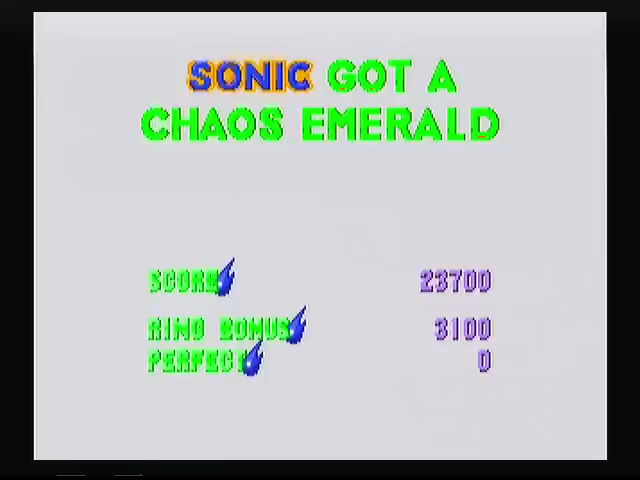 SONIC GOT A
CHAOS EMERALD
SCORE 23700
RING BONUS 3100
PERFECT 0